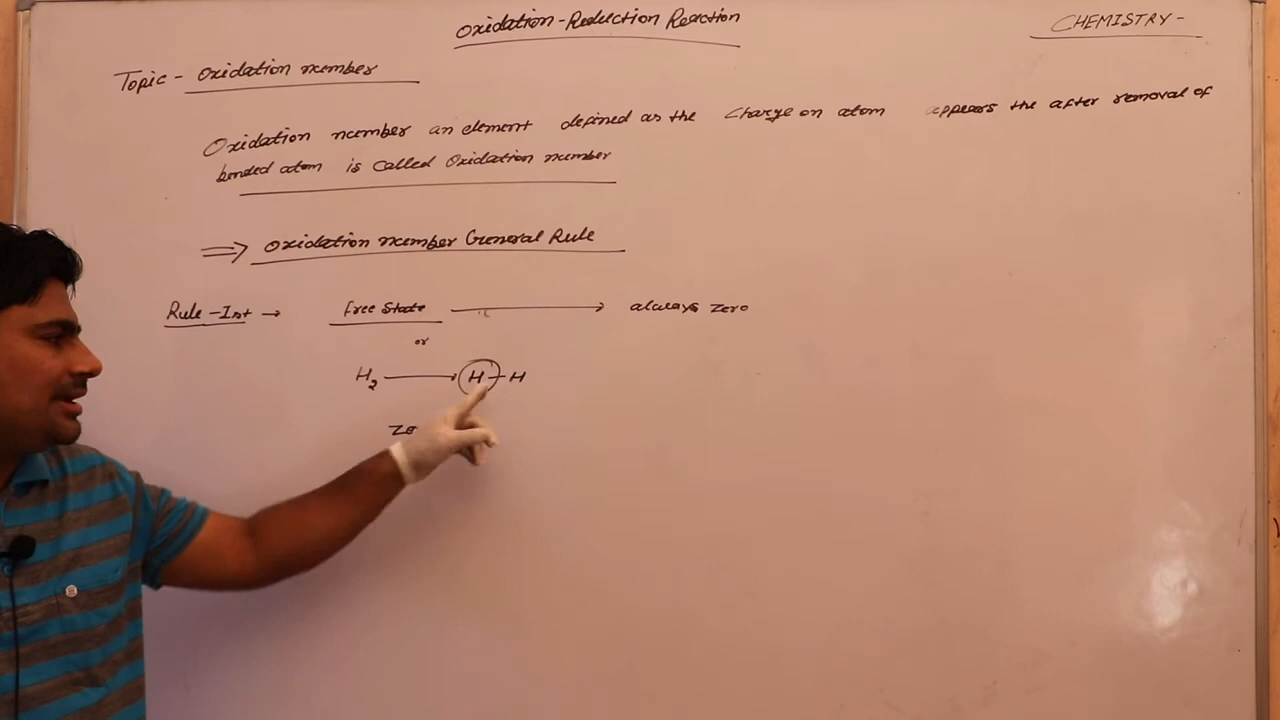 Oxidation-Reduction Reaction
CHEMISTRY-
Topic - Oxidation number
Oxidation number an element defined as the charge on atom appears the after removal of
bonded atom is called Oxidation number
⇒ Oxidation number General Rule
Rule-Ist → Free State → always Zero
or
H₂ → H-H